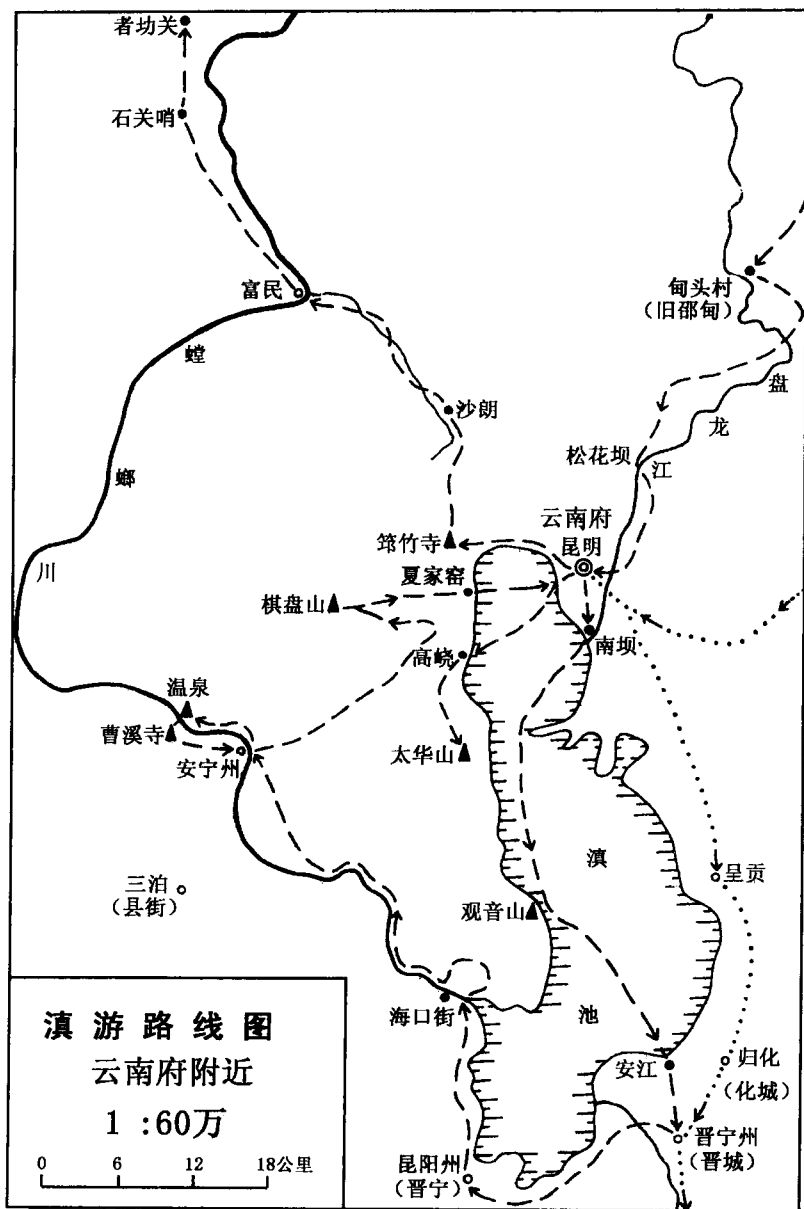 者㓛关
石关哨
富民
甸头村
（旧邵甸）
螳
螂
川
盘
龙
江
沙朗
松花坝
云南府
昆明
筇竹寺
夏家窑
棋盘山
南坝
高峣
温泉
曹溪寺
安宁州
太华山
滇
池
呈贡
三泊
（县街）
观音山
海口街
安江
归化
（化城）
晋宁州
（晋城）
昆阳州
（晋宁）
滇游路线图
云南府附近
1：60万
0 6 12 18公里